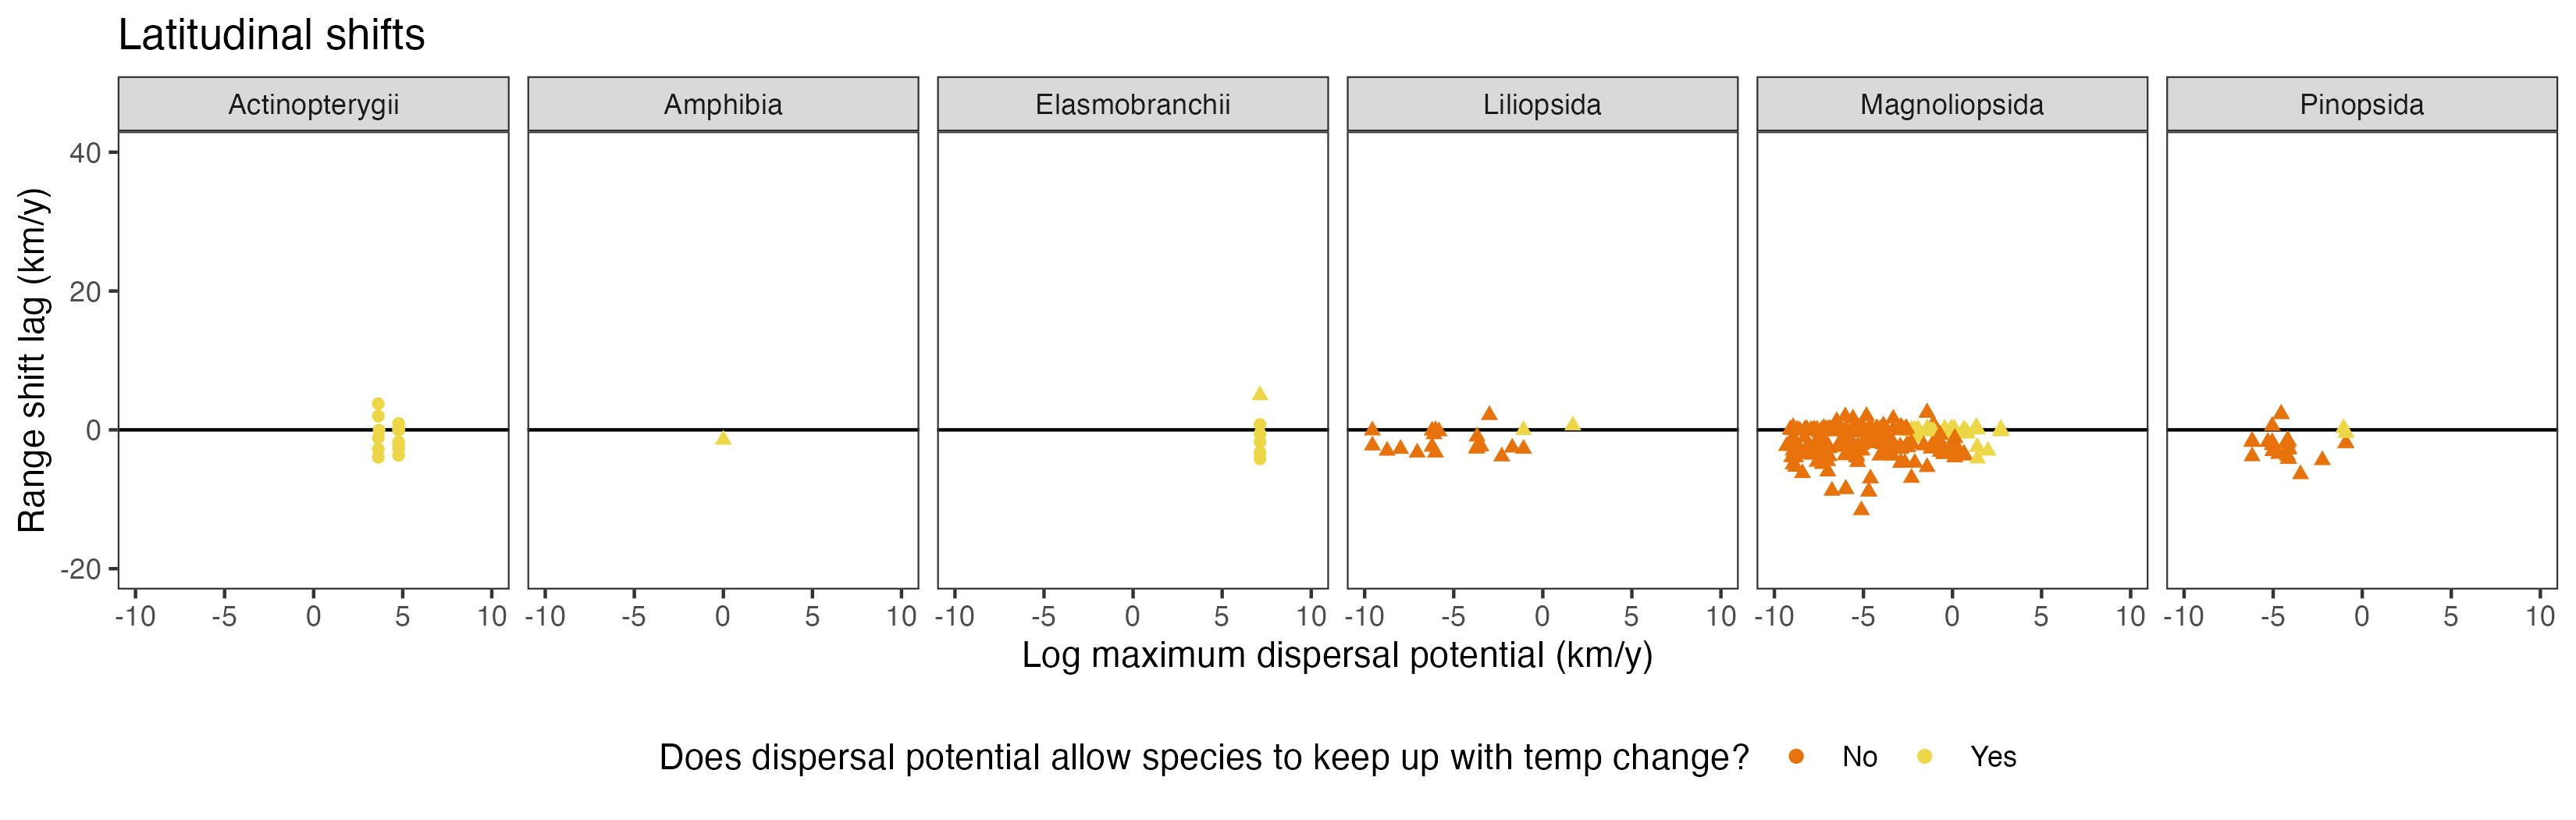 Latitudinal shifts
Actinopterygii Amphibia Elasmobranchii Liliopsida Magnoliopsida Pinopsida
Range shift lag (km/y)
40
20
0
-20
-10 -5 0 5 10 -10 -5 0 5 10 -10 -5 0 5 10 -10 -5 0 5 10 -10 -5 0 5 10 -10 -5 0 5 10
Log maximum dispersal potential (km/y)
Does dispersal potential allow species to keep up with temp change? No Yes